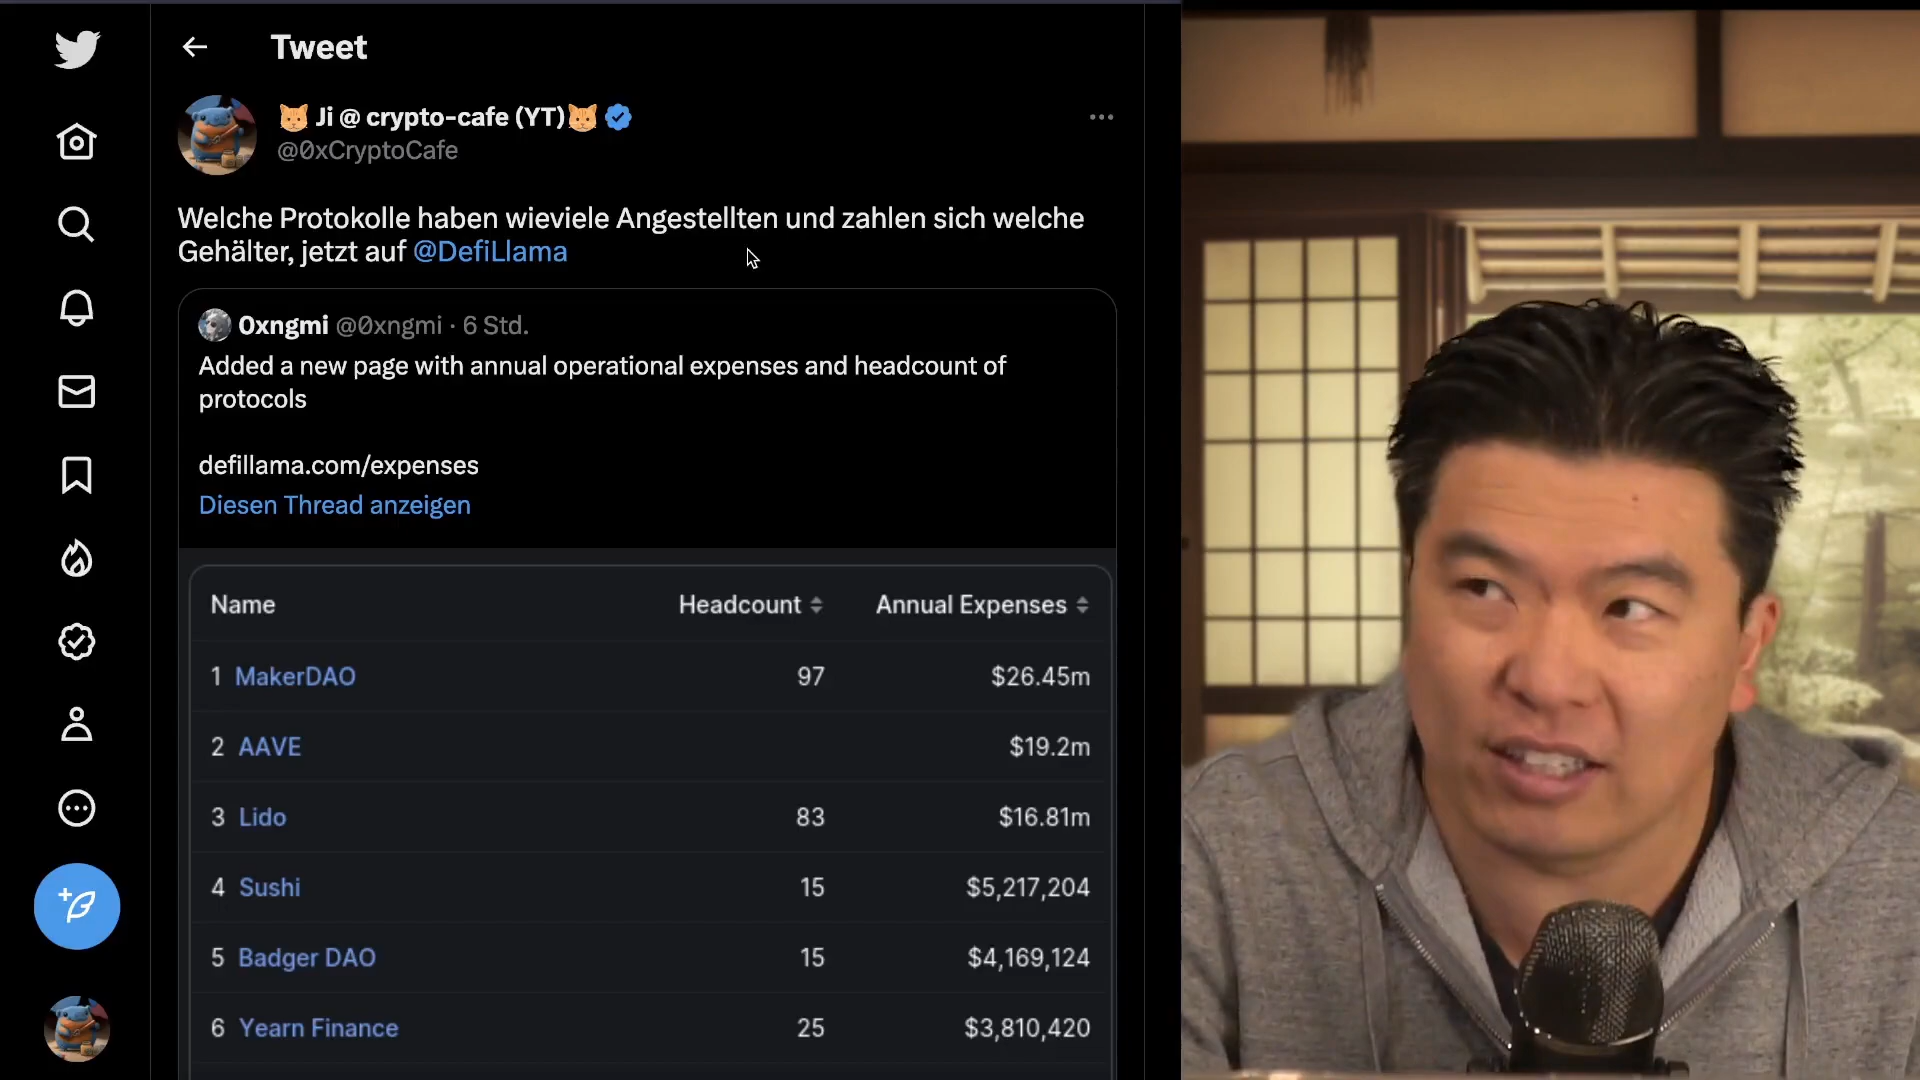 Tweet
Ji @ crypto-cafe (YT)
@0xCryptoCafe
Welche Protokolle haben wieviele Angestellten und zahlen sich welche
Gehälter, jetzt auf @DefiLlama
0xngmi @0xngmi · 6 Std.
Added a new page with annual operational expenses and headcount of
protocols
defillama.com/expenses
Diesen Thread anzeigen
Name Headcount Annual Expenses
1 MakerDAO 97 $26.45m
2 AAVE $19.2m
3 Lido 83 $16.81m
4 Sushi 15 $5,217,204
5 Badger DAO 15 $4,169,124
6 Yearn Finance 25 $3,810,420